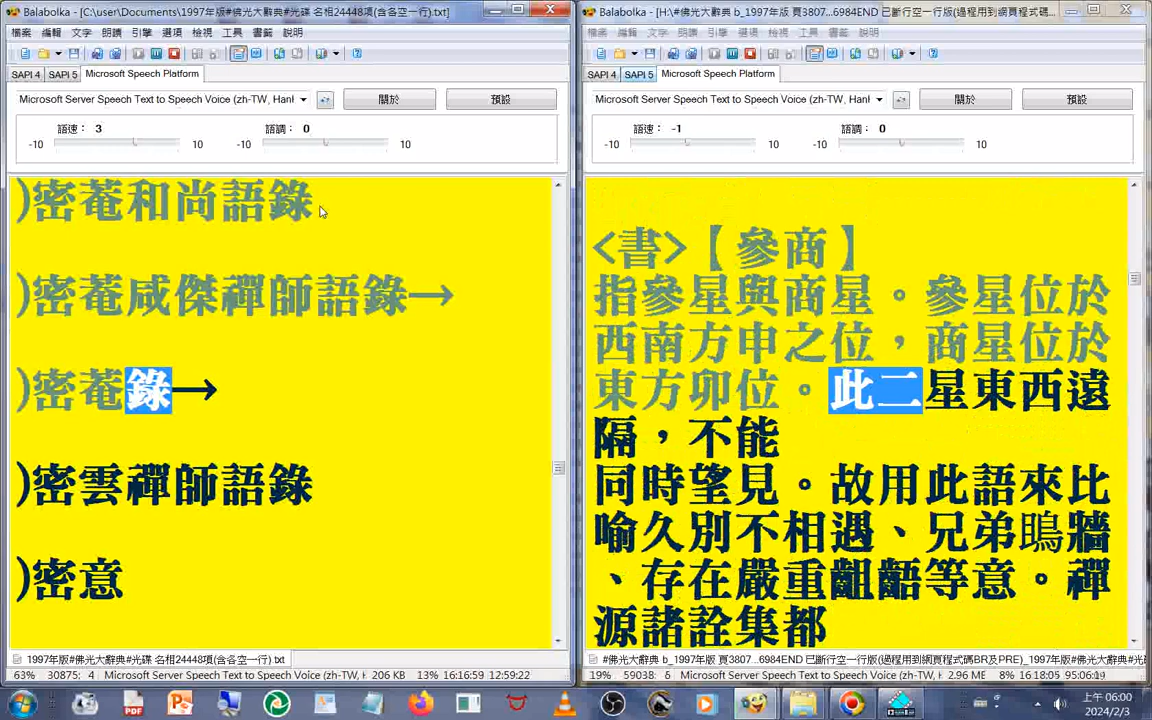 Balabolka - [C:\user\Documents\1997年版#佛光大辭典#光碟 名相24448項(含各空一行).txt]
檔案 編輯 文字 朗讀 引擎 選項 檢視 工具 書籤 說明
SAPI 4 SAPI 5 Microsoft Speech Platform
Microsoft Server Speech Text to Speech Voice (zh-TW, Han
關於
預設
語速： 3
語調： 0
-10 10 -10 10
)密菴和尚語錄
)密菴咸傑禪師語錄→
)密菴錄→
)密雲禪師語錄
)密意
1997年版#佛光大辭典#光碟 名相24448項(含各空一行).txt
63% 30875: 4 Microsoft Server Speech Text to Speech Voice (zh-TW, H 206 KB 13% 16:16:59 12:59:22
Balabolka - [H:\#佛光大辭典 b_1997年版 頁3807...6984END 已斷行空一行版(過程用到網頁程式碼...
檔案 編輯 文字 朗讀 引擎 選項 檢視 工具 書籤 說明
SAPI 4 SAPI 5 Microsoft Speech Platform
Microsoft Server Speech Text to Speech Voice (zh-TW, Han
關於
預設
語速： -1
語調： 0
-10 10 -10 10
<書>【參商】
指參星與商星。參星位於
西南方申之位，商星位於
東方卯位。此二星東西遠
隔，不能
同時望見。故用此語來比
喻久別不相遇、兄弟鴟牆
、存在嚴重齟齬等意。禪
源諸詮集都
#佛光大辭典 b_1997年版 頁3807...6984END 已斷行空一行版(過程用到網頁程式碼BR及PRE)_1997年版#光
19% 59038: 6 Microsoft Server Speech Text to Speech Voice (zh-TW, 2.96 ME 8% 16:18:05 95:06:19
上午 06:00
2024/2/3